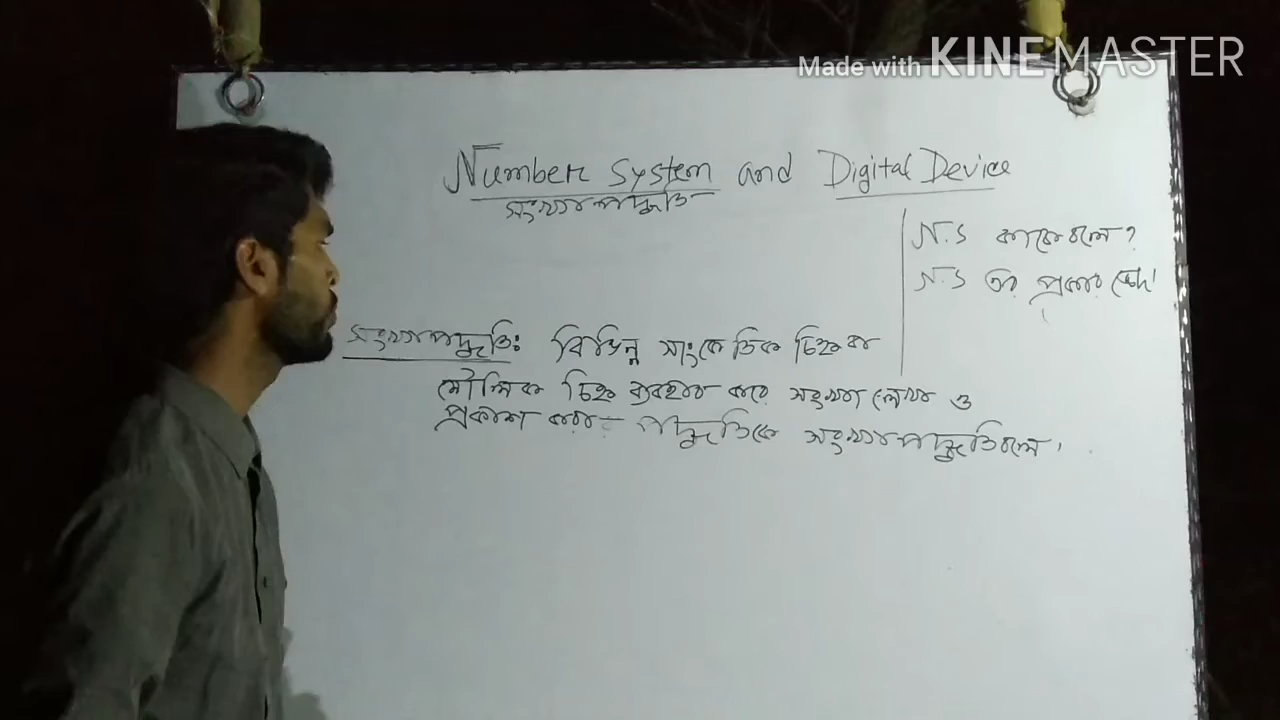 Made with KINEMASTER
Number System and Digital Device
সংখ্যা পদ্ধতি
N.S কাকে বলে?
N.S এর প্রকার ভেদ।
সংখ্যা পদ্ধতিঃ বিভিন্ন সাংকেতিক চিহ্ন বা
মৌলিক চিহ্ন ব্যবহার করে সংখ্যা লেখা ও
প্রকাশ করার পদ্ধতিকে সংখ্যা পদ্ধতি বলে।